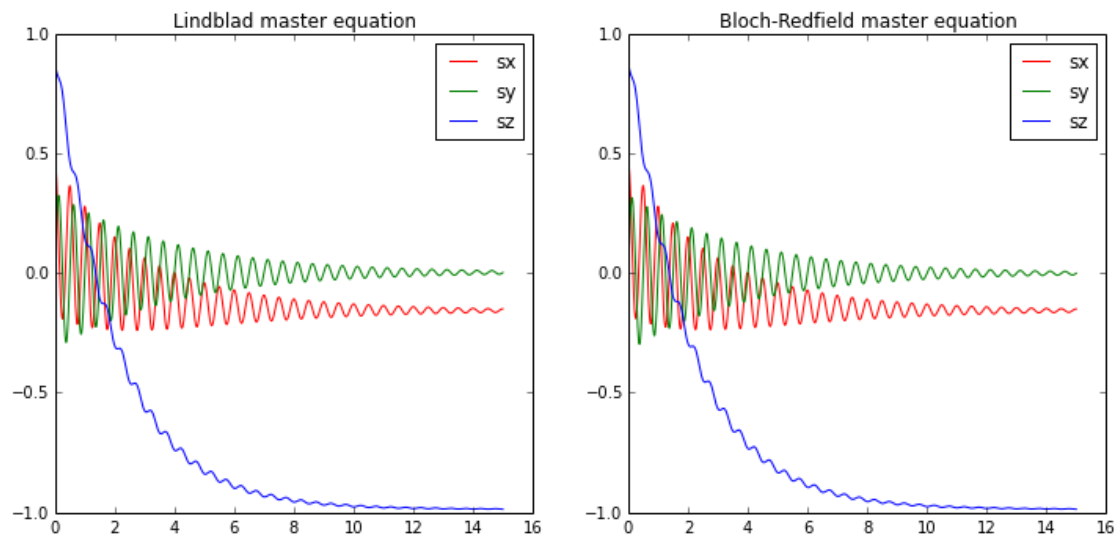 Lindblad master equation
1.0
0.5
0.0
−0.5
−1.0
0 2 4 6 8 10 12 14 16
sx
sy
sz
Bloch-Redfield master equation
1.0
0.5
0.0
−0.5
−1.0
0 2 4 6 8 10 12 14 16
sx
sy
sz